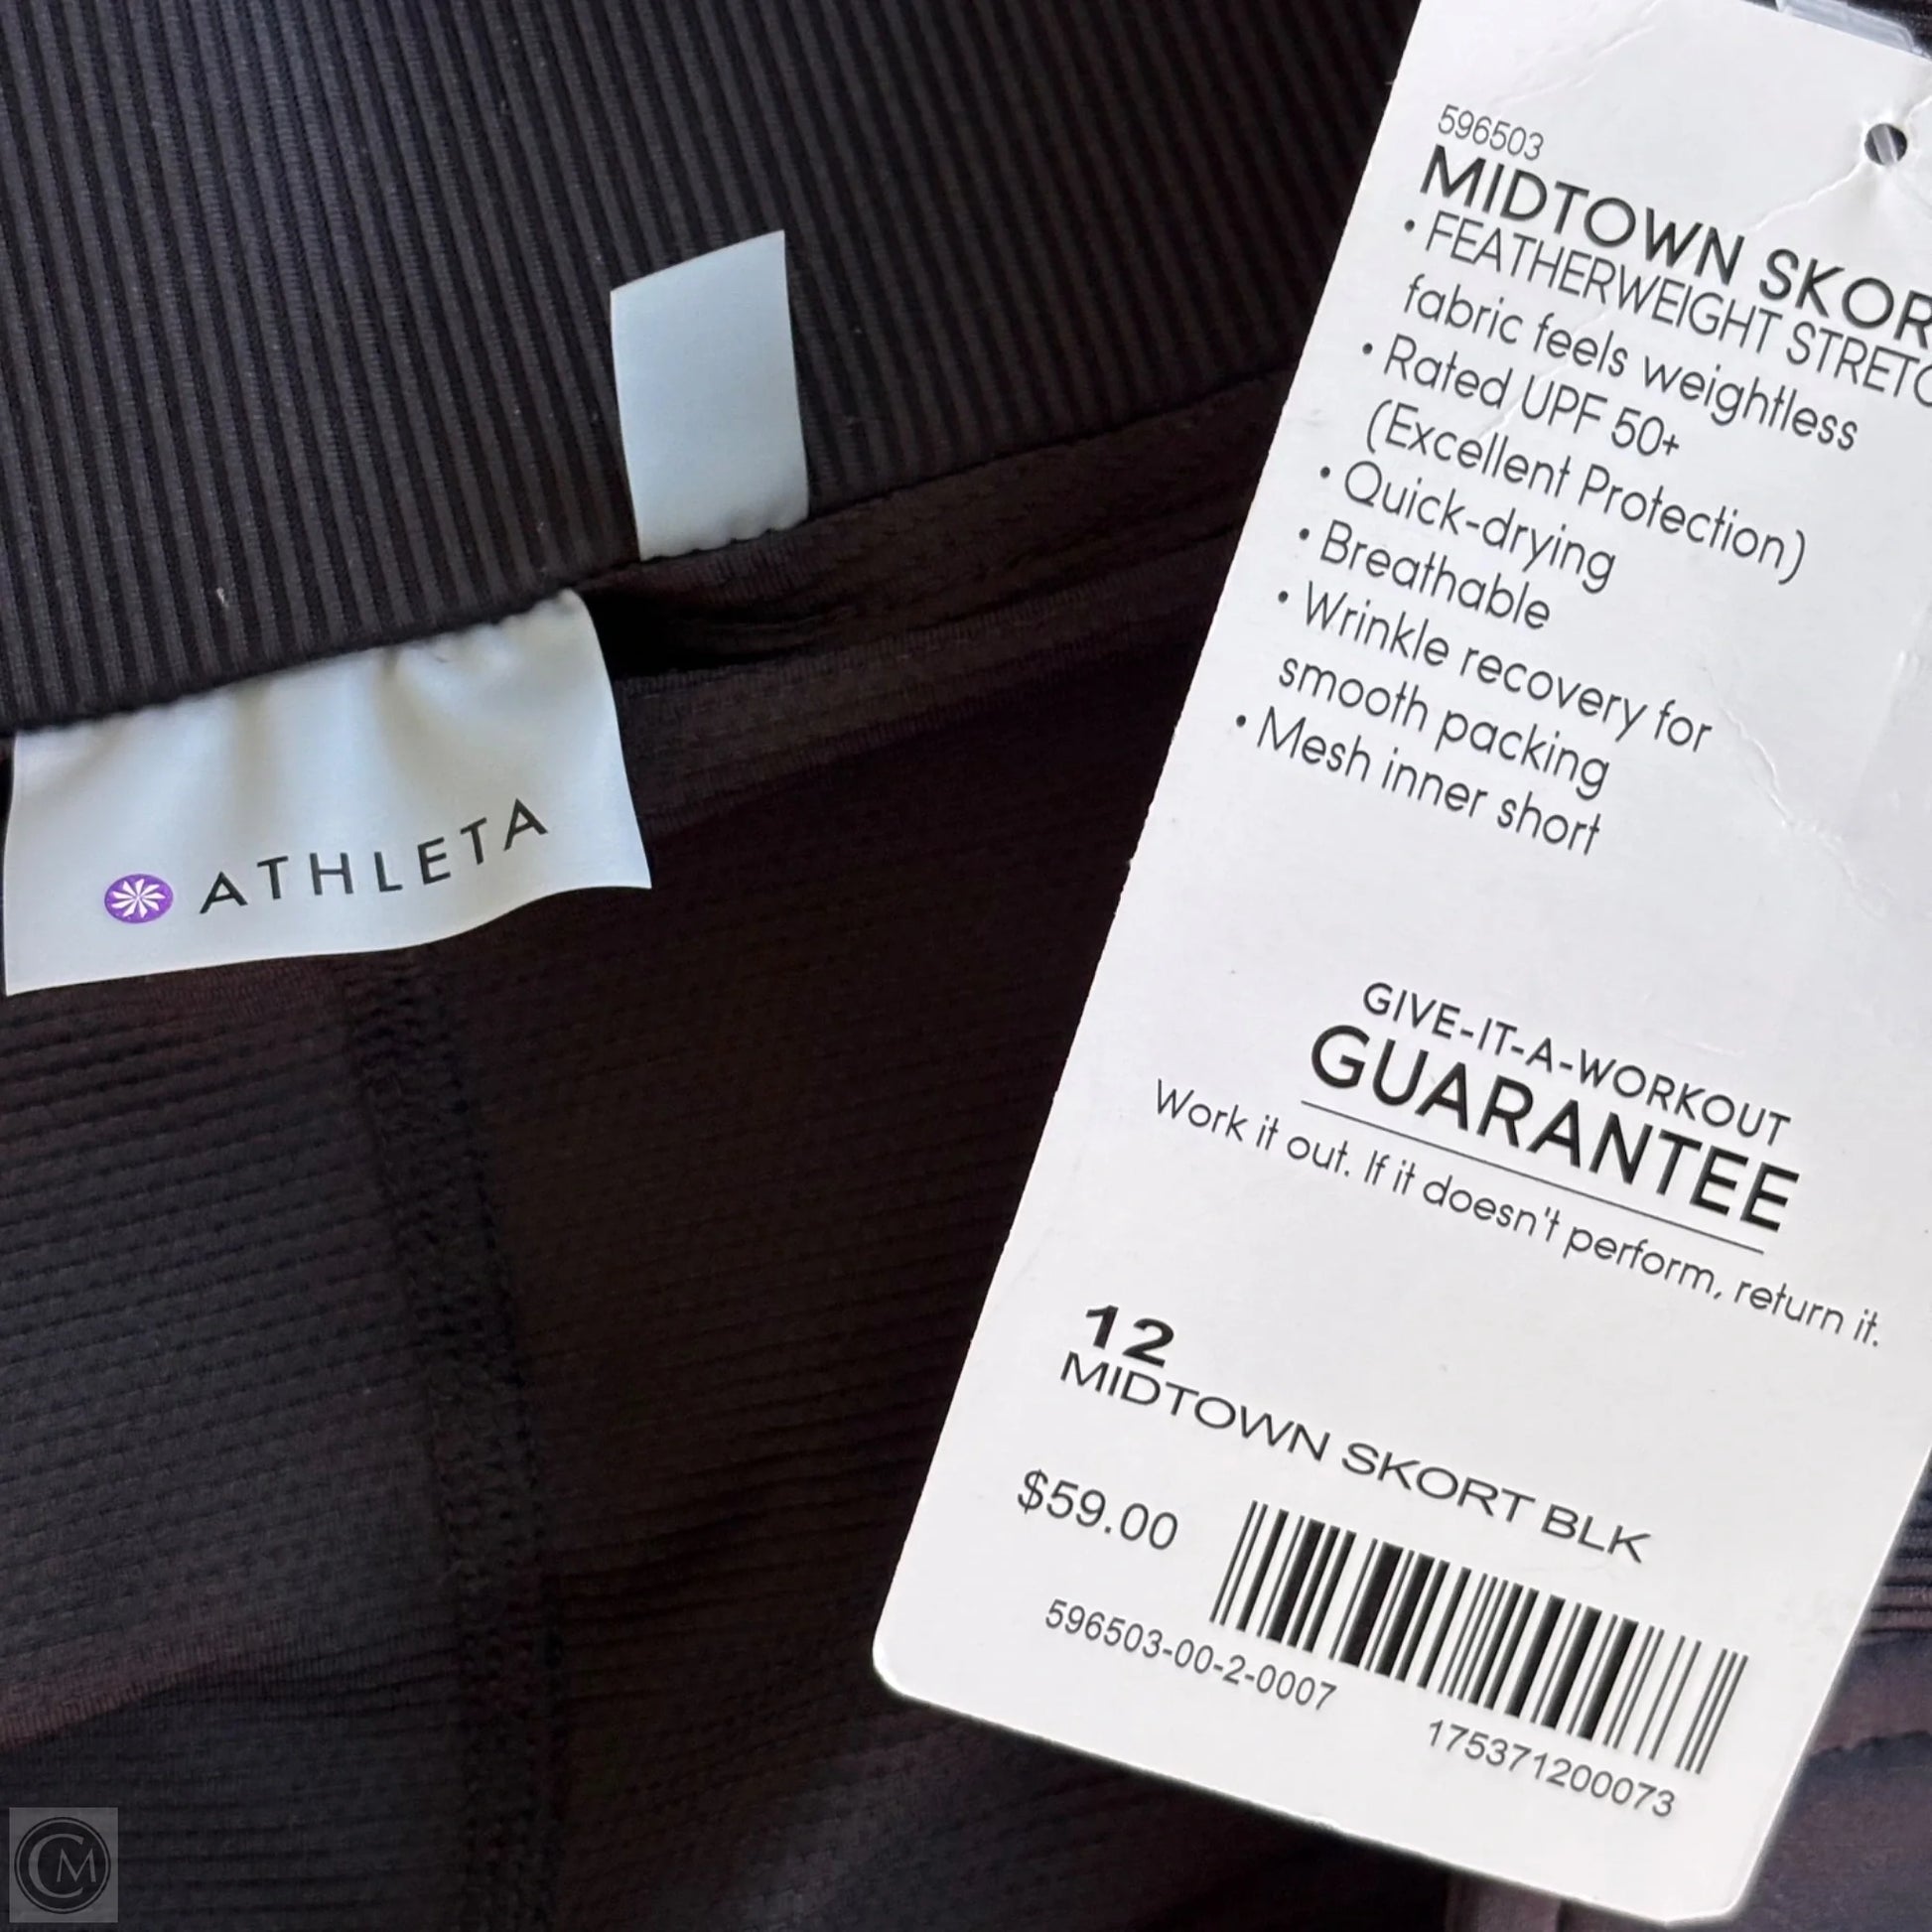 ATHLETA
596503
MIDTOWN SKOR
• FEATHERWEIGHT STRETC
fabric feels weightless
• Rated UPF 50+
(Excellent Protection)
• Quick-drying
• Breathable
• Wrinkle recovery for
smooth packing
• Mesh inner short
GIVE-IT-A-WORKOUT
GUARANTEE
Work it out. If it doesn't perform, return it.
12
MIDTOWN SKORT BLK
$59.00
596503-00-2-0007
175371200073
CM